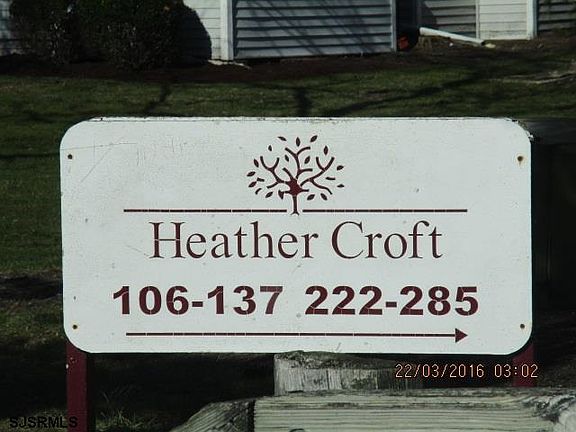 Heather Croft
106-137 222-285
22/03/2016 03:02
SJSRMLS